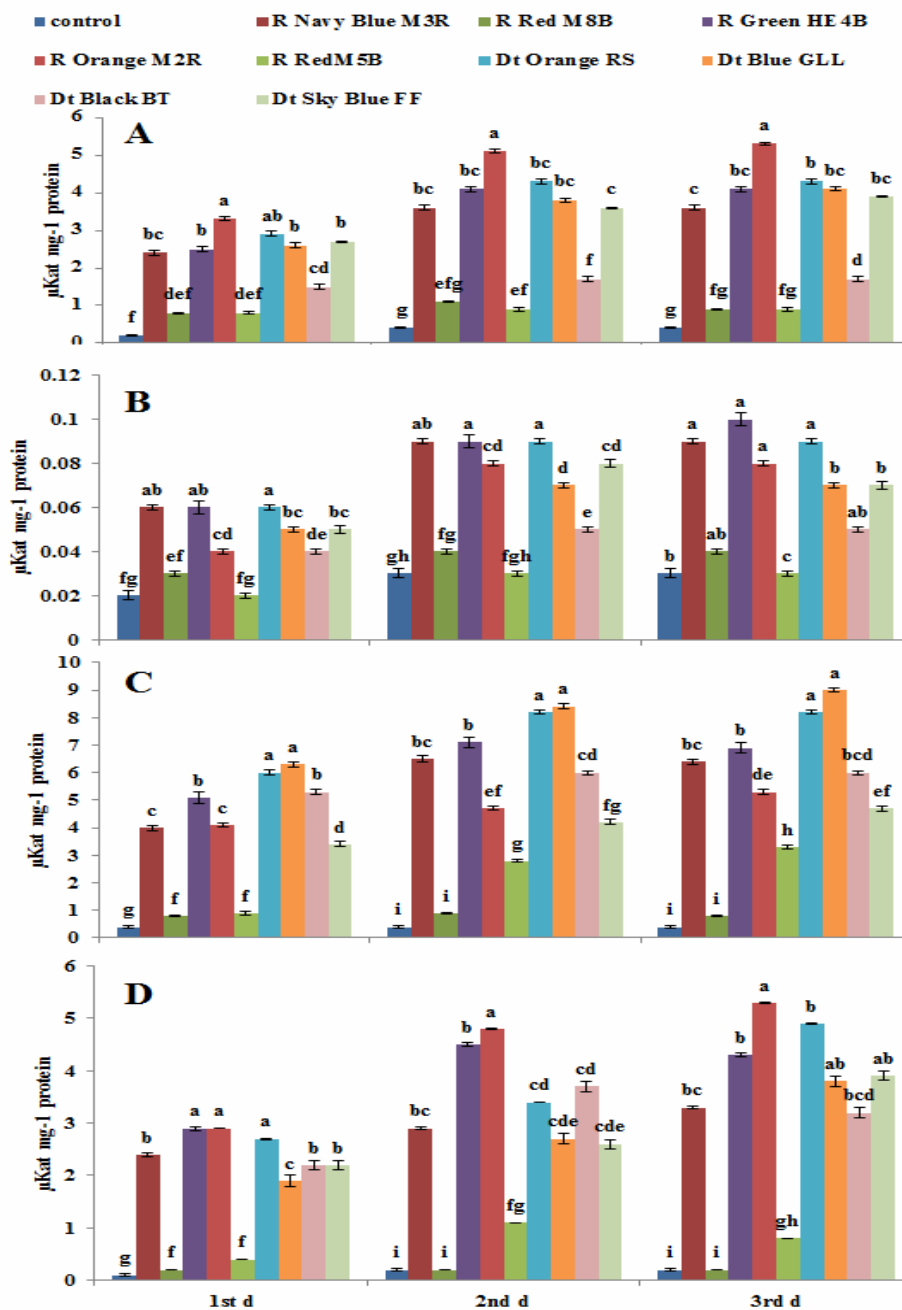 control R Navy Blue M3R R Red M8B R Green HE4B
R Orange M2R R RedM5B Dt Orange RS Dt Blue GLL
Dt Black BT Dt Sky Blue FF
A
µKat mg-1 protein
6
5
4
3
2
1
0
f bc def b a def ab b cd b
g bc efg bc a ef bc bc f c
g c fg bc a fg b bc d bc
B
µKat mg-1 protein
0.12
0.1
0.08
0.06
0.04
0.02
0
fg ab ef ab cd fg a bc de bc
gh ab fg a cd fgh a d e cd
b a ab a a c a b ab b
C
µKat mg-1 protein
10
9
8
7
6
5
4
3
2
1
0
g c f b c f a a b d
i bc i b ef g a a cd fg
i bc i b de h a a bcd ef
D
µKat mg-1 protein
6
5
4
3
2
1
0
g b f a a f a c b b
i bc i b a fg cd cde cd cde
i bc i b a gh b ab bcd ab
1st d 2nd d 3rd d